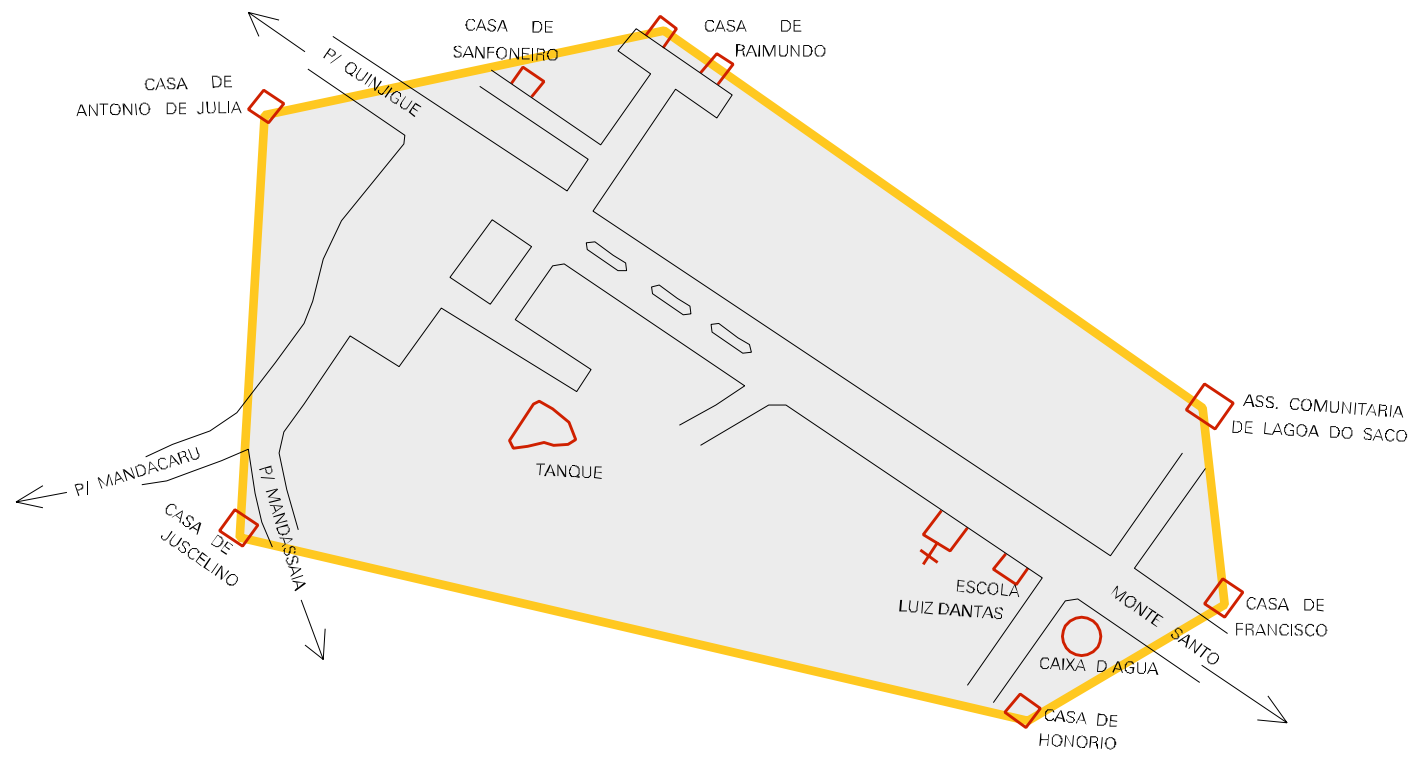 CASA DE
SANFONEIRO
CASA DE
RAIMUNDO
P/ QUINJIGUE
CASA DE
ANTONIO DE JULIA
ASS. COMUNITARIA
DE LAGOA DO SACO
P/ MANDACARU
P/ MANDASSAIA
TANQUE
CASA DE
JUSCELINO
ESCOLA
LUIZ DANTAS
MONTE SANTO
CASA DE
FRANCISCO
CAIXA D AGUA
CASA DE
HONORIO